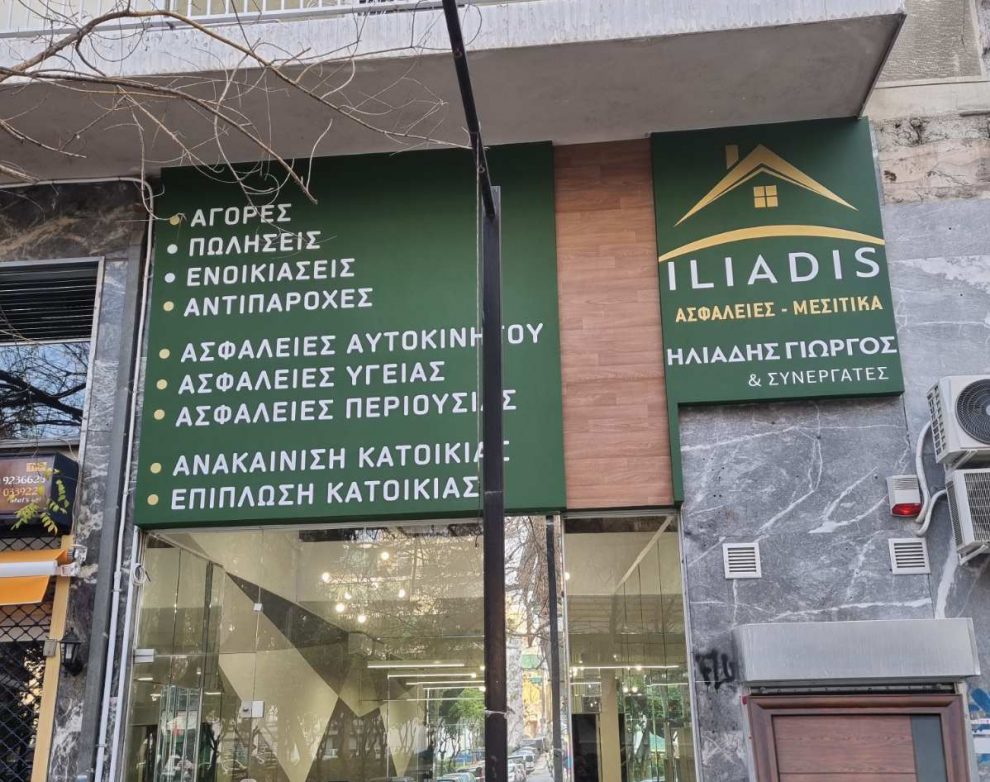 ΑΓΟΡΕΣ
ΠΩΛΗΣΕΙΣ
ΕΝΟΙΚΙΑΣΕΙΣ
ΑΝΤΙΠΑΡΟΧΕΣ
ΑΣΦΑΛΕΙΕΣ ΑΥΤΟΚΙΝΗΤΟΥ
ΑΣΦΑΛΕΙΕΣ ΥΓΕΙΑΣ
ΑΣΦΑΛΕΙΕΣ ΠΕΡΙΟΥΣΙΑΣ
ΑΝΑΚΑΙΝΙΣΗ ΚΑΤΟΙΚΙΑΣ
ΕΠΙΠΛΩΣΗ ΚΑΤΟΙΚΙΑΣ
ILIADIS
ΑΣΦΑΛΕΙΕΣ - ΜΕΣΙΤΙΚΑ
ΗΛΙΑΔΗΣ ΓΙΩΡΓΟΣ
& ΣΥΝΕΡΓΑΤΕΣ